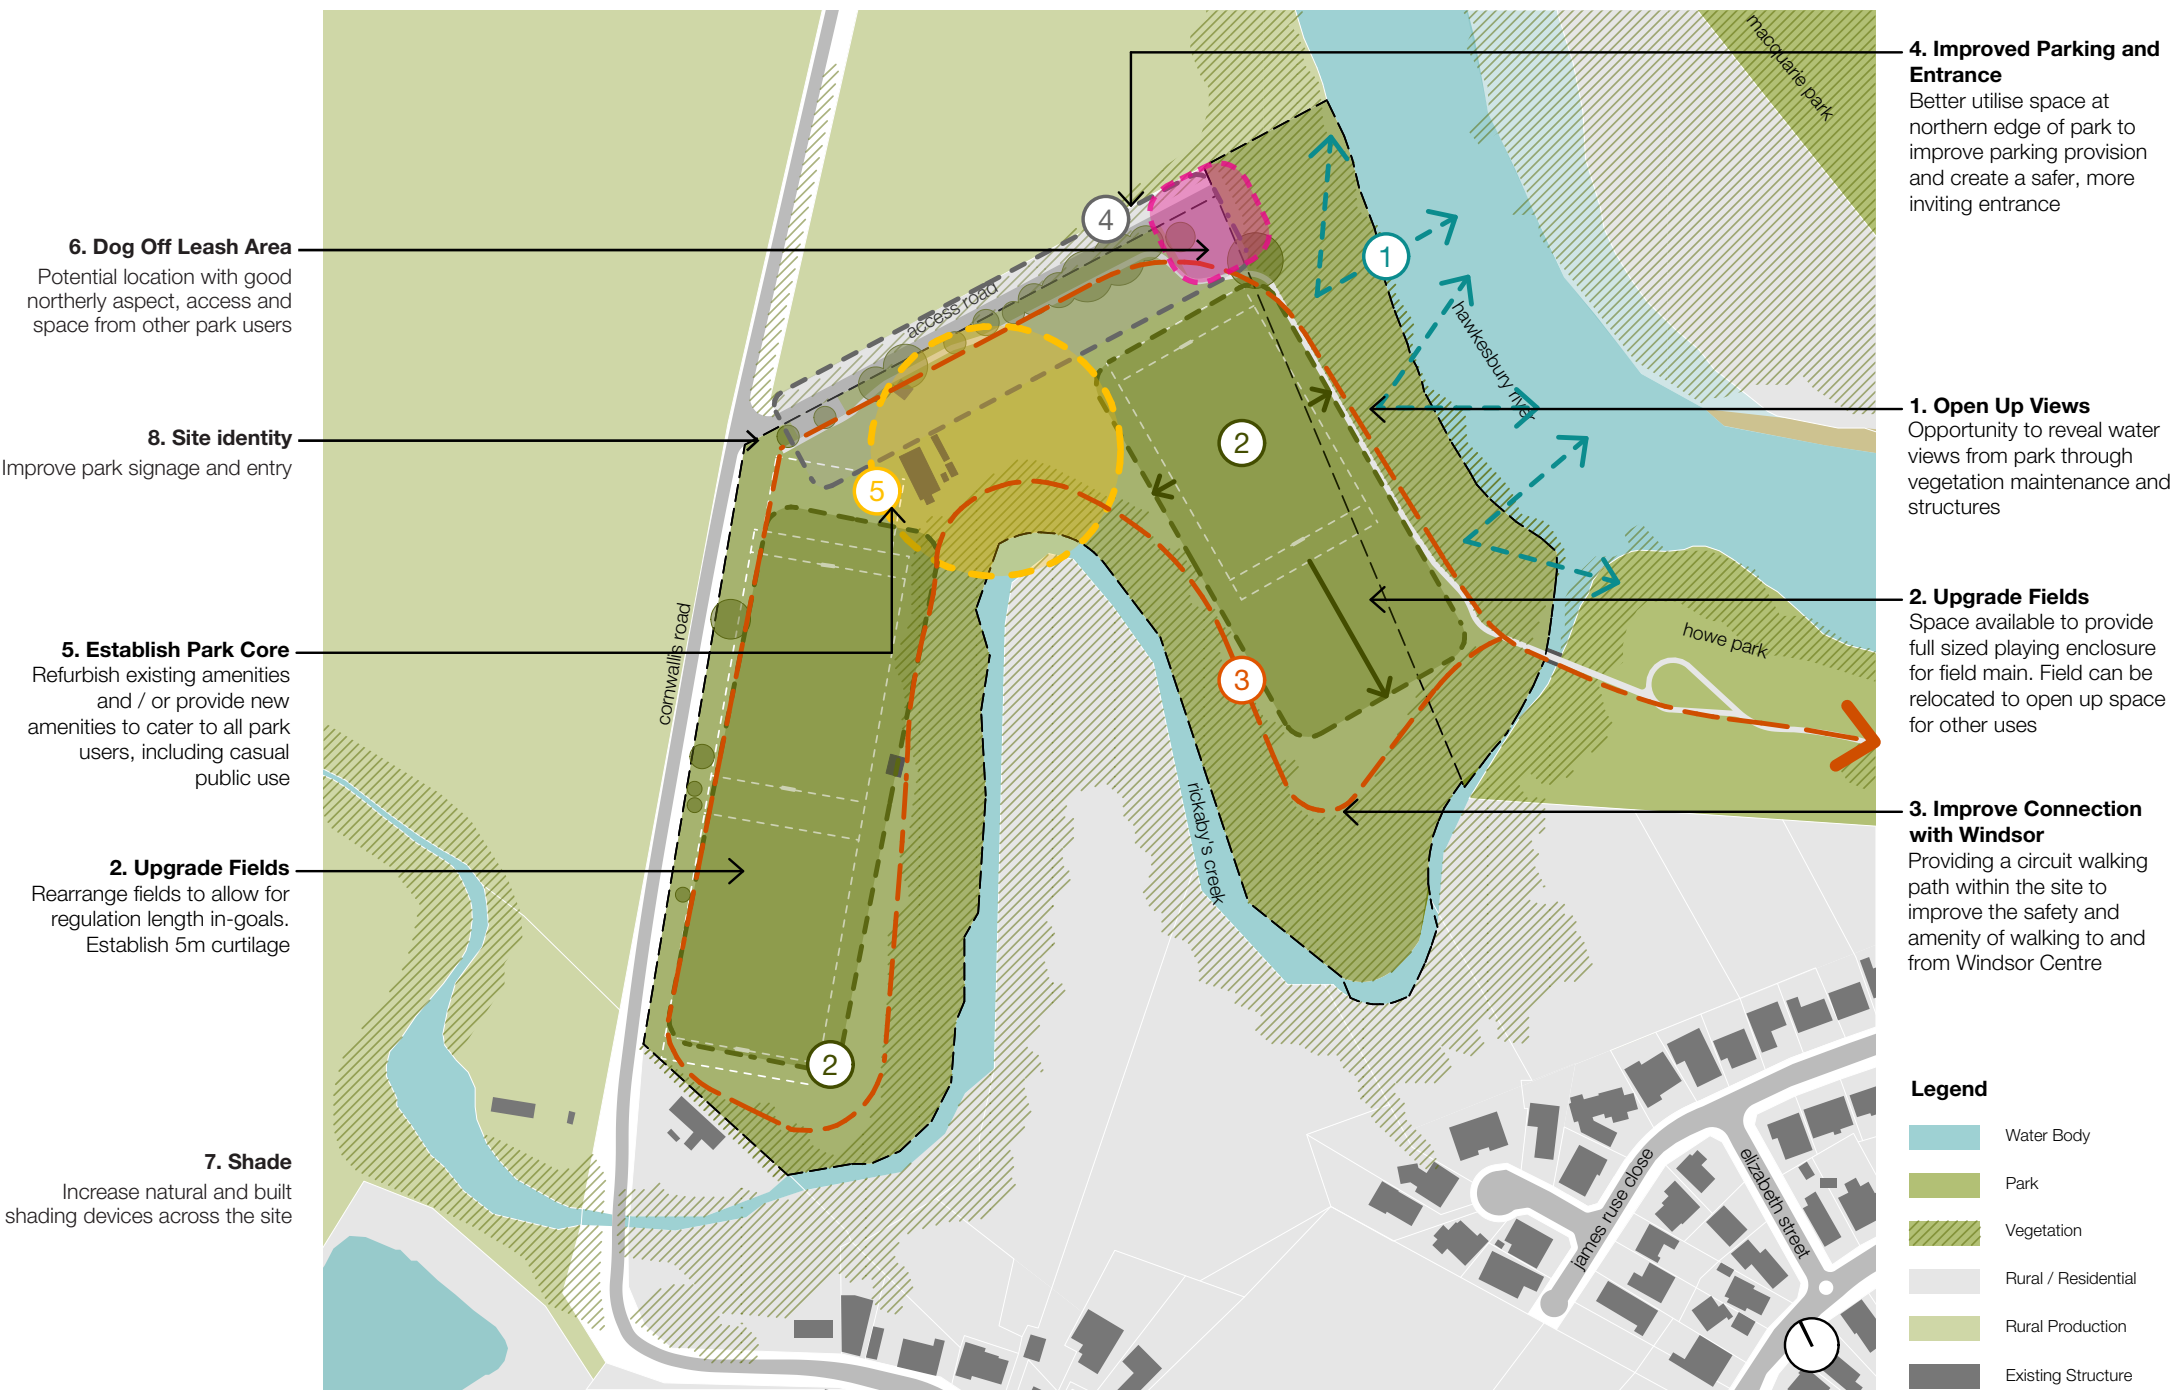 6. Dog Off Leash Area
Potential location with good
northerly aspect, access and
space from other park users
8. Site identity
Improve park signage and entry
5. Establish Park Core
Refurbish existing amenities
and / or provide new
amenities to cater to all park
users, including casual
public use
2. Upgrade Fields
Rearrange fields to allow for
regulation length in-goals.
Establish 5m curtilage
7. Shade
Increase natural and built
shading devices across the site
macquarie park
4
1
access road
hawkesbury river
2
5
cornwallis road
howe park
3
rickaby's creek
2
james ruse close
elizabeth street
4. Improved Parking and
Entrance
Better utilise space at
northern edge of park to
improve parking provision
and create a safer, more
inviting entrance
1. Open Up Views
Opportunity to reveal water
views from park through
vegetation maintenance and
structures
2. Upgrade Fields
Space available to provide
full sized playing enclosure
for field main. Field can be
relocated to open up space
for other uses
3. Improve Connection
with Windsor
Providing a circuit walking
path within the site to
improve the safety and
amenity of walking to and
from Windsor Centre
Legend
Water Body
Park
Vegetation
Rural / Residential
Rural Production
Existing Structure